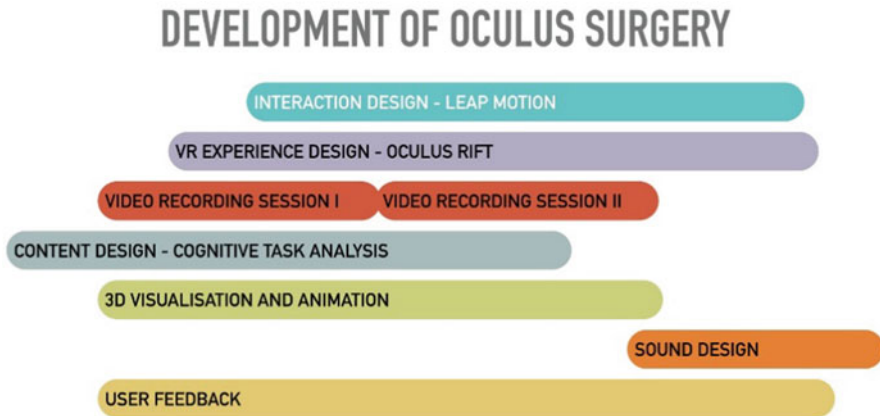 DEVELOPMENT OF OCULUS SURGERY
INTERACTION DESIGN - LEAP MOTION
VR EXPERIENCE DESIGN - OCULUS RIFT
VIDEO RECORDING SESSION I
VIDEO RECORDING SESSION II
CONTENT DESIGN - COGNITIVE TASK ANALYSIS
3D VISUALISATION AND ANIMATION
SOUND DESIGN
USER FEEDBACK